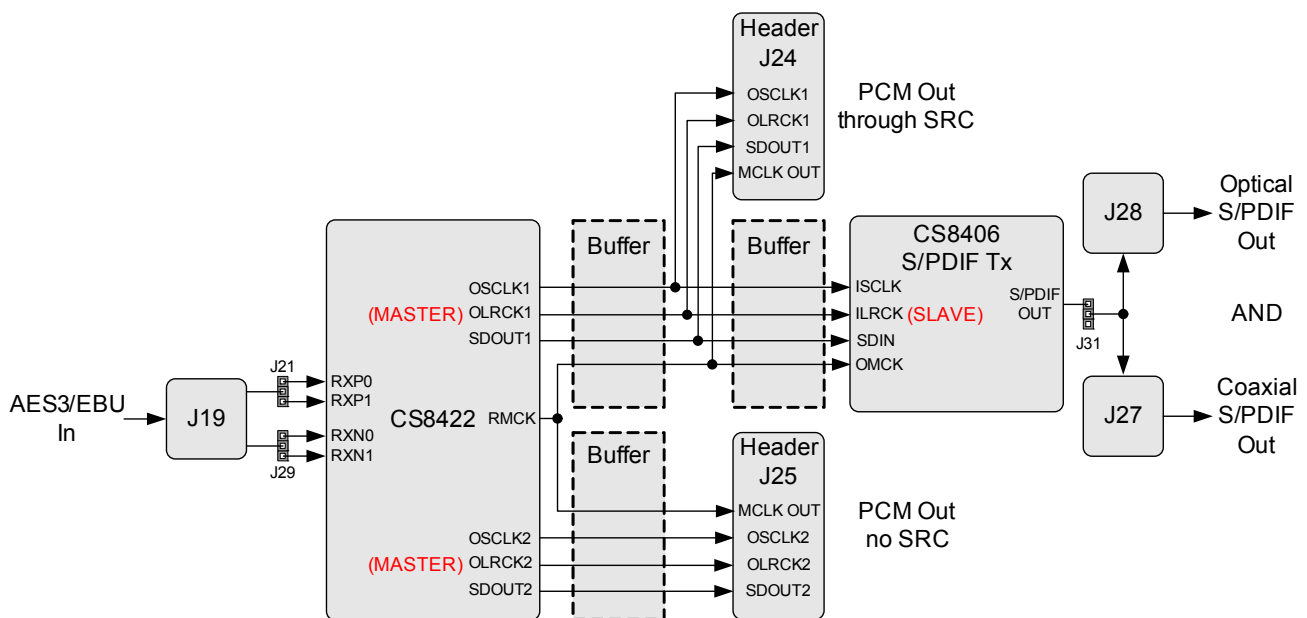 Header
J24
OSCLK1
OLRCK1
SDOUT1
MCLK OUT
PCM Out
through SRC
AES3/EBU
In
J19
J21
J29
RXP0
RXP1
RXN0
RXN1
CS8422
OSCLK1
(MASTER) OLRCK1
SDOUT1
RMCK
OSCLK2
(MASTER) OLRCK2
SDOUT2
Buffer
Buffer
Buffer
CS8406
S/PDIF Tx
ISCLK
ILRCK (SLAVE)
SDIN
OMCK
S/PDIF
OUT
J31
J28
Optical
S/PDIF
Out
AND
J27
Coaxial
S/PDIF
Out
Header
J25
MCLK OUT
OSCLK2
OLRCK2
SDOUT2
PCM Out
no SRC